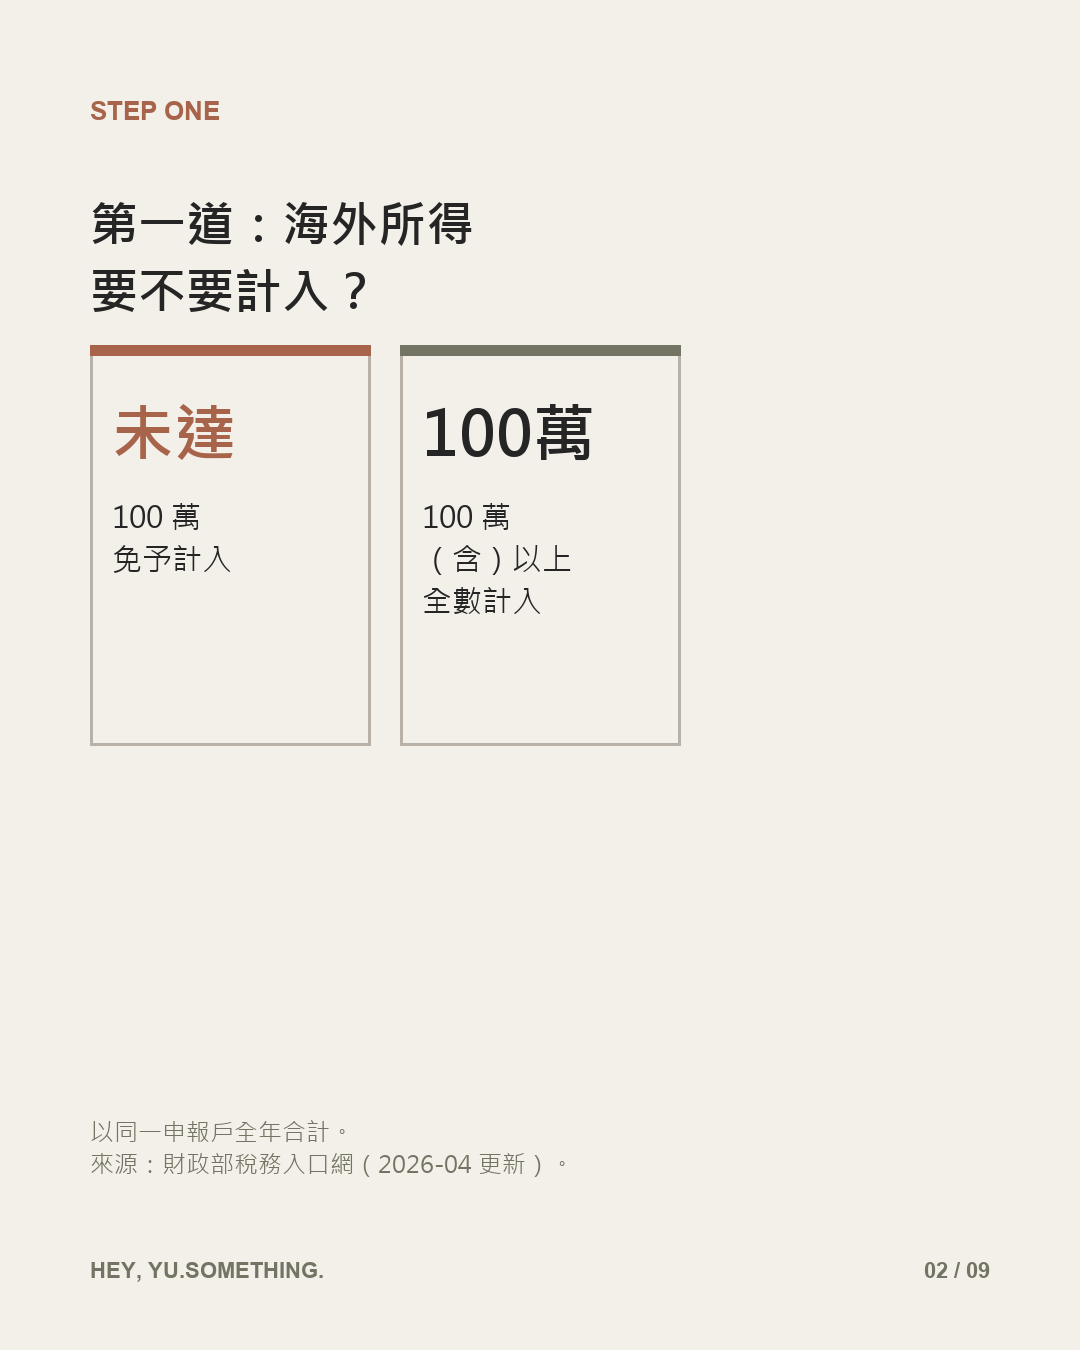 STEP ONE
第一道：海外所得
要不要計入？
未達
100 萬
免予計入
100萬
100 萬
（含）以上
全數計入
以同一申報戶全年合計。
來源：財政部稅務入口網（2026-04 更新）。
HEY, YU.SOMETHING.
02 / 09